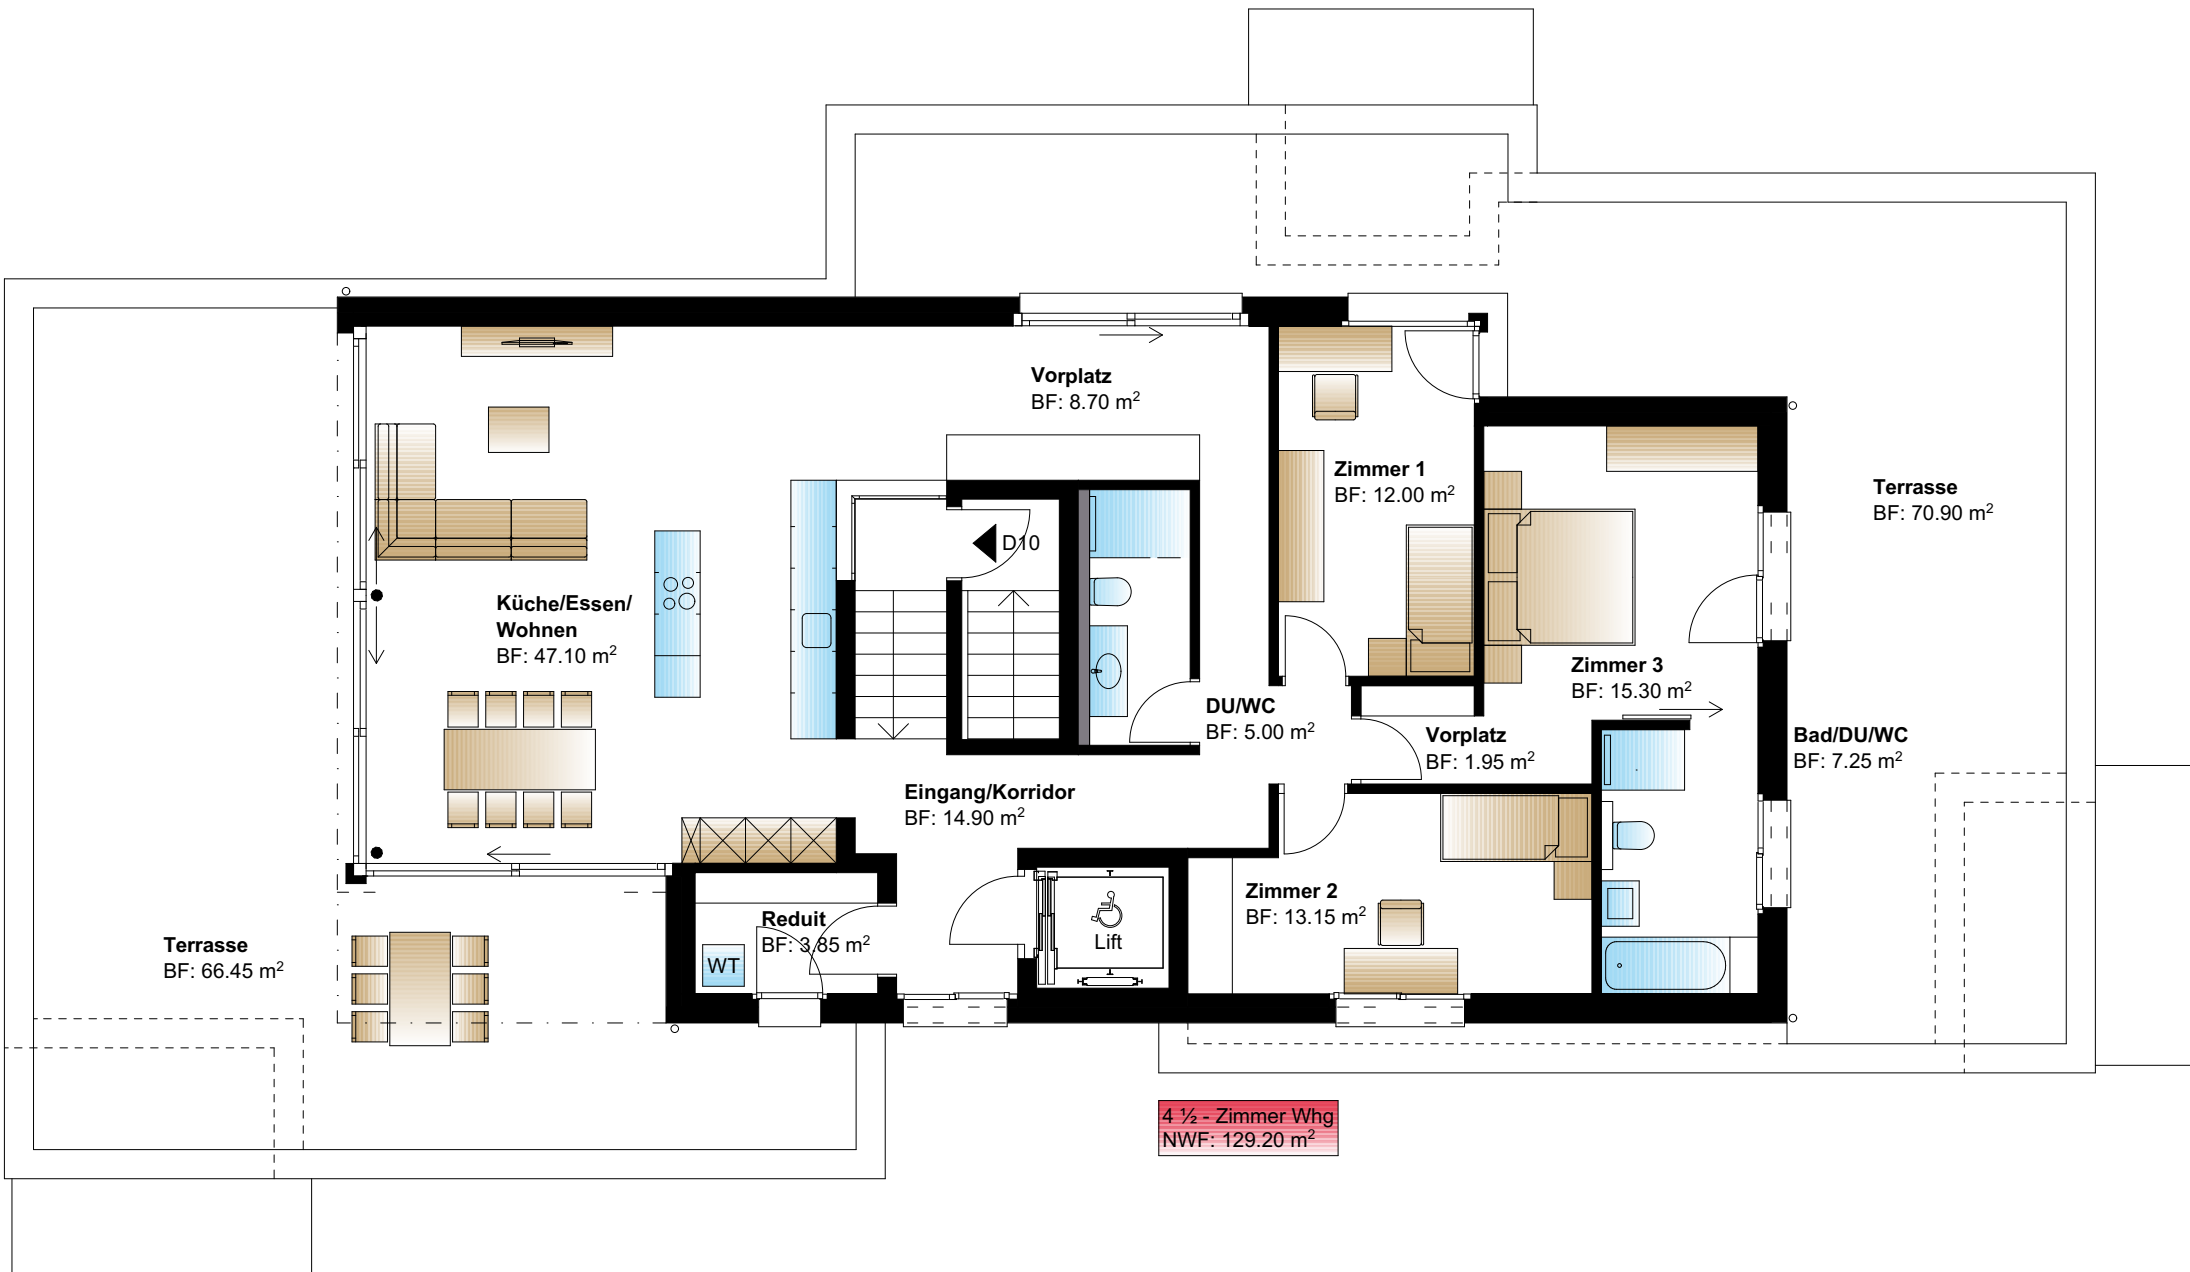 Vorplatz
BF: 8.70 m²
Zimmer 1
BF: 12.00 m²
Terrasse
BF: 70.90 m²
D10
Küche/Essen/
Wohnen
BF: 47.10 m²
Zimmer 3
BF: 15.30 m²
DU/WC
BF: 5.00 m²
Vorplatz
BF: 1.95 m²
Bad/DU/WC
BF: 7.25 m²
Eingang/Korridor
BF: 14.90 m²
Zimmer 2
BF: 13.15 m²
Reduit
BF: 3.85 m²
Lift
WT
Terrasse
BF: 66.45 m²
4 ½ - Zimmer Whg
NWF: 129.20 m²